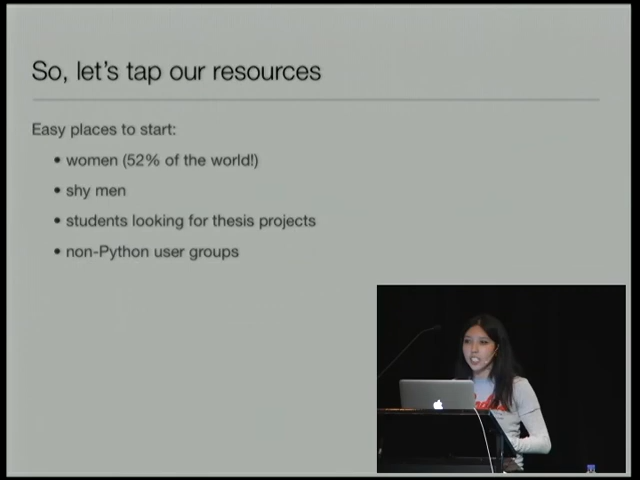 So, let's tap our resources
Easy places to start:
• women (52% of the world!)
• shy men
• students looking for thesis projects
• non-Python user groups